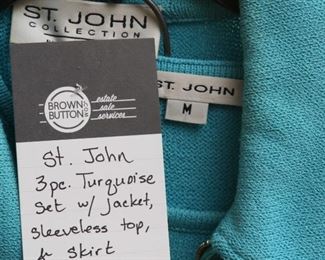 ST. JOHN
COLLECTION
ST. JOHN
M
BROWN
BUTTON
.COM
estate
sale
services
St. John
3pc. Turquoise
Set w/ jacket,
sleeveless top,
& skirt